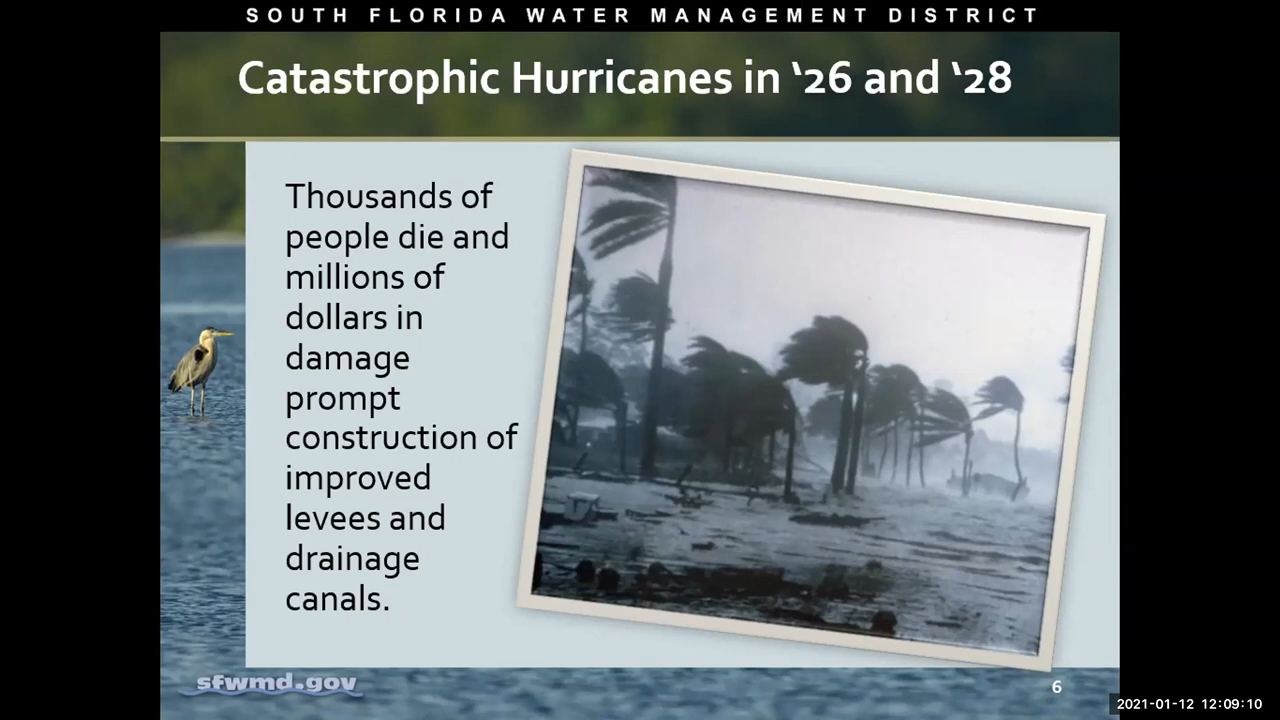 SOUTH FLORIDA WATER MANAGEMENT DISTRICT
Catastrophic Hurricanes in ‘26 and ‘28
Thousands of
people die and
millions of
dollars in
damage
prompt
construction of
improved
levees and
drainage
canals.
sfwmd.gov
6
2021-01-12 12:09:10